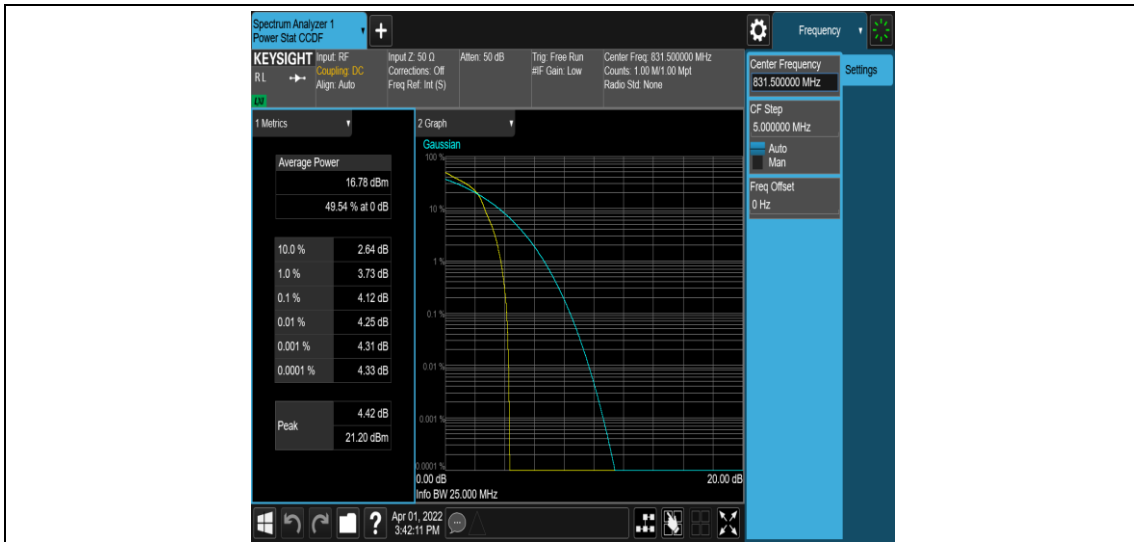 Spectrum Analyzer 1
Power Stat CCDF
+
Frequency
KEYSIGHT
RL
LXI
Input: RF
Coupling: DC
Align: Auto
Input Z: 50 Ω
Corrections: Off
Freq Ref: Int (S)
Atten: 50 dB
Trig: Free Run
#IF Gain: Low
Center Freq: 831.500000 MHz
Counts: 1.00 M/1.00 Mpt
Radio Std: None
Center Frequency
831.500000 MHz
Settings
CF Step
5.000000 MHz
Auto
Man
Freq Offset
0 Hz
1 Metrics
Average Power
16.78 dBm
49.54 % at 0 dB
10.0 % 2.64 dB
1.0 % 3.73 dB
0.1 % 4.12 dB
0.01 % 4.25 dB
0.001 % 4.31 dB
0.0001 % 4.33 dB
Peak
4.42 dB
21.20 dBm
2 Graph
Gaussian
100 %
10 %
1 %
0.1 %
0.01 %
0.001 %
0.0001 %
0.00 dB 20.00 dB
Info BW 25.000 MHz
?
Apr 01, 2022
3:42:11 PM